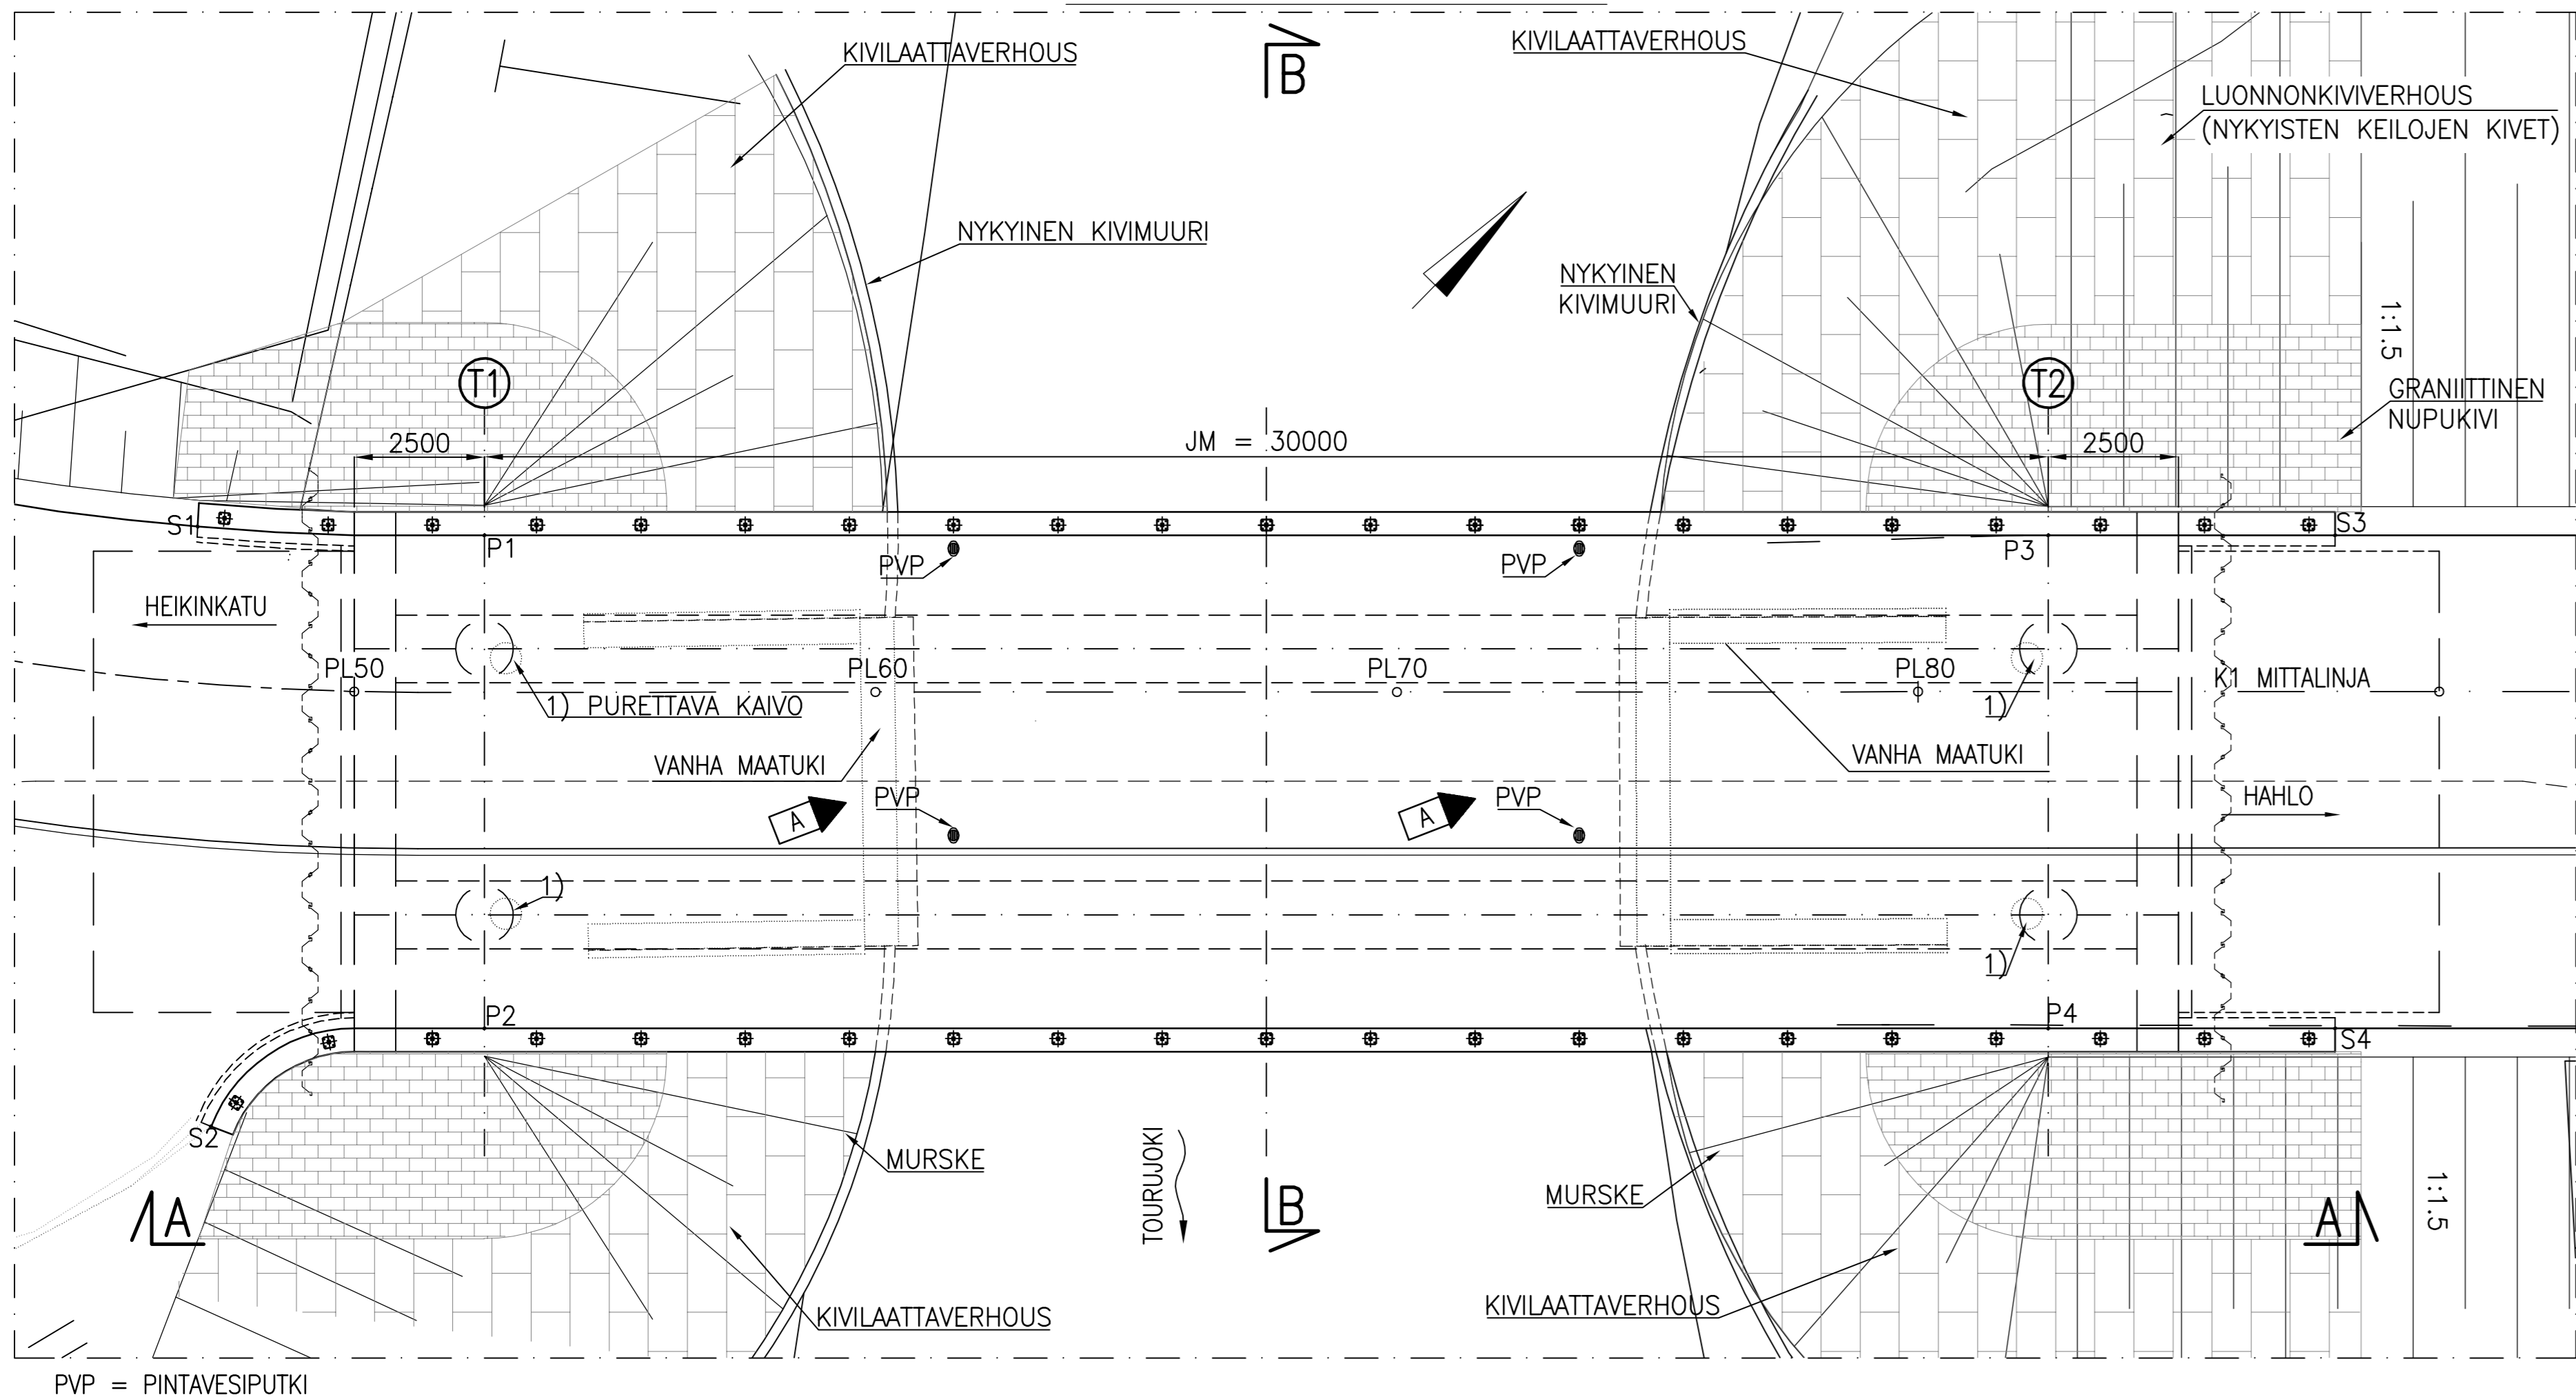 KIVILAATTAVERHOUS
B
KIVILAATTAVERHOUS
LUONNONKIVIVERHOUS
(NYKYISTEN KEILOJEN KIVET)
NYKYINEN KIVIMUURI
NYKYINEN
KIVIMUURI
1:1.5
T1
T2
GRANIITTINEN
NUPUKIVI
2500
JM = 30000
2500
S1
P1
P3
S3
PVP
PVP
HEIKINKATU
PL50
PL60
PL70
PL80
K1 MITTALINJA
1) PURETTAVA KAIVO
1)
VANHA MAATUKI
VANHA MAATUKI
A
PVP
A
PVP
HAHLO
1)
1)
P2
P4
S2
S4
MURSKE
TOURUJOKI
MURSKE
A
B
A
1:1.5
KIVILAATTAVERHOUS
KIVILAATTAVERHOUS
PVP = PINTAVESIPUTKI